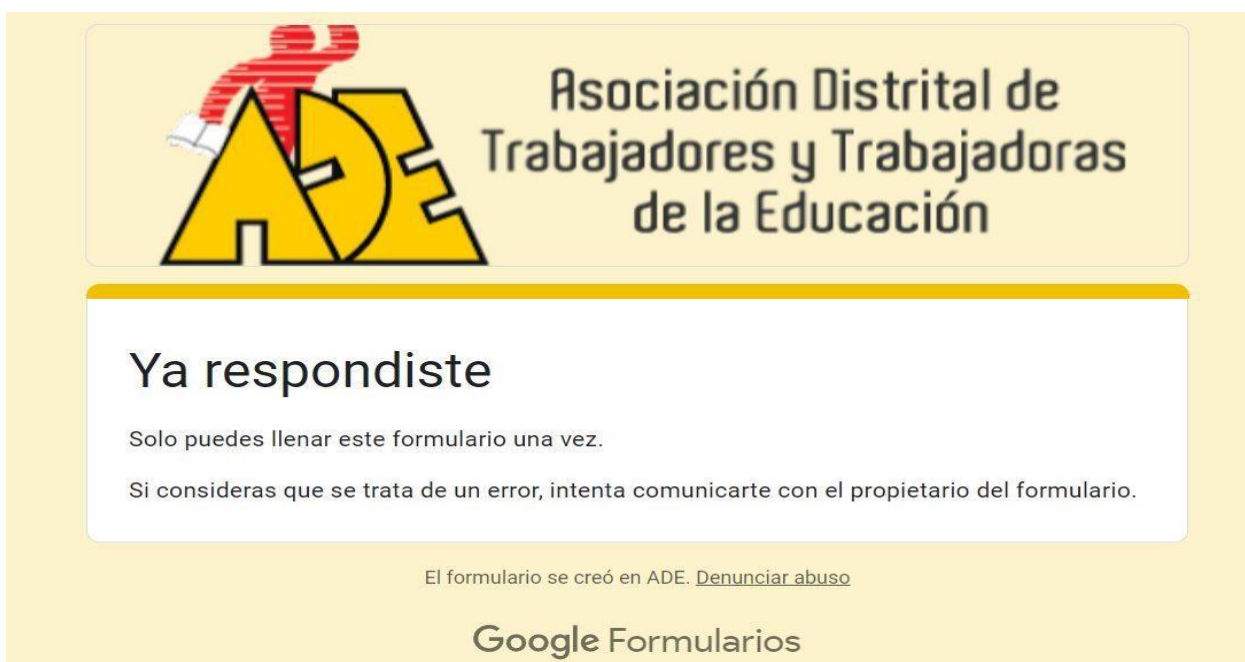 ADE
Asociación Distrital de
Trabajadores y Trabajadoras
de la Educación
Ya respondiste
Solo puedes llenar este formulario una vez.
Si consideras que se trata de un error, intenta comunicarte con el propietario del formulario.
El formulario se creó en ADE. Denunciar abuso
Google Formularios